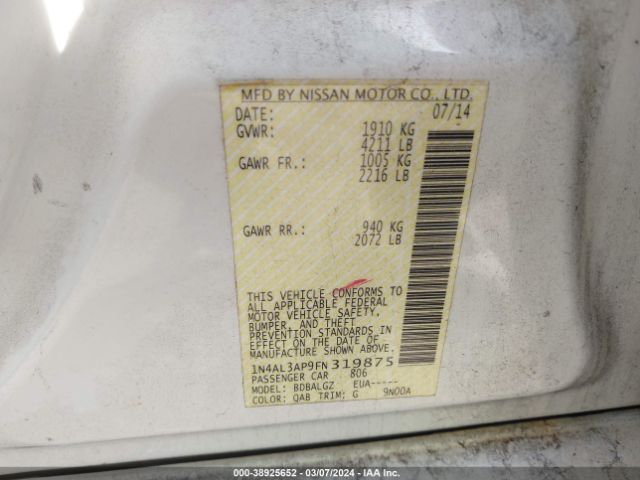 MFD BY NISSAN MOTOR CO., LTD.
DATE: 07/14
GVWR: 1910 KG
4211 LB
GAWR FR.: 1005 KG
2216 LB
GAWR RR.: 940 KG
2072 LB
THIS VEHICLE CONFORMS TO
ALL APPLICABLE FEDERAL
MOTOR VEHICLE SAFETY,
BUMPER, AND THEFT
PREVENTION STANDARDS IN
EFFECT ON THE DATE OF
MANUFACTURE SHOWN ABOVE.
1N4AL3AP9FN319875
PASSENGER CAR 806
MODEL: BDBALGZ EUA-----
COLOR: QAB TRIM: G 9N00A
000-38925652 - 03/07/2024 - IAA Inc.